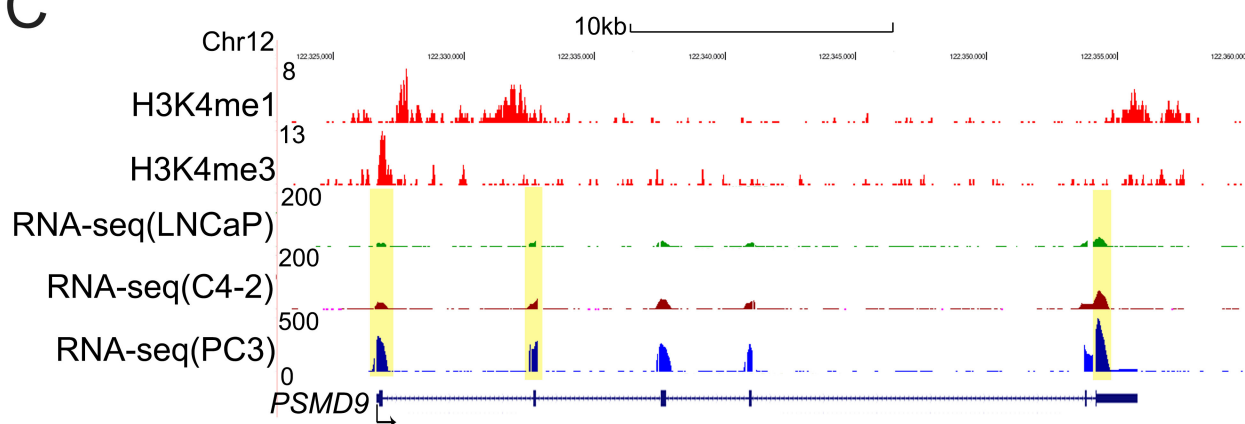 C
10kb
Chr12
122,325,000 122,330,000 122,335,000 122,340,000 122,345,000 122,350,000 122,355,000 122,360,000
8
H3K4me1
13
H3K4me3
200
RNA-seq(LNCaP)
200
RNA-seq(C4-2)
500
RNA-seq(PC3)
0
PSMD9